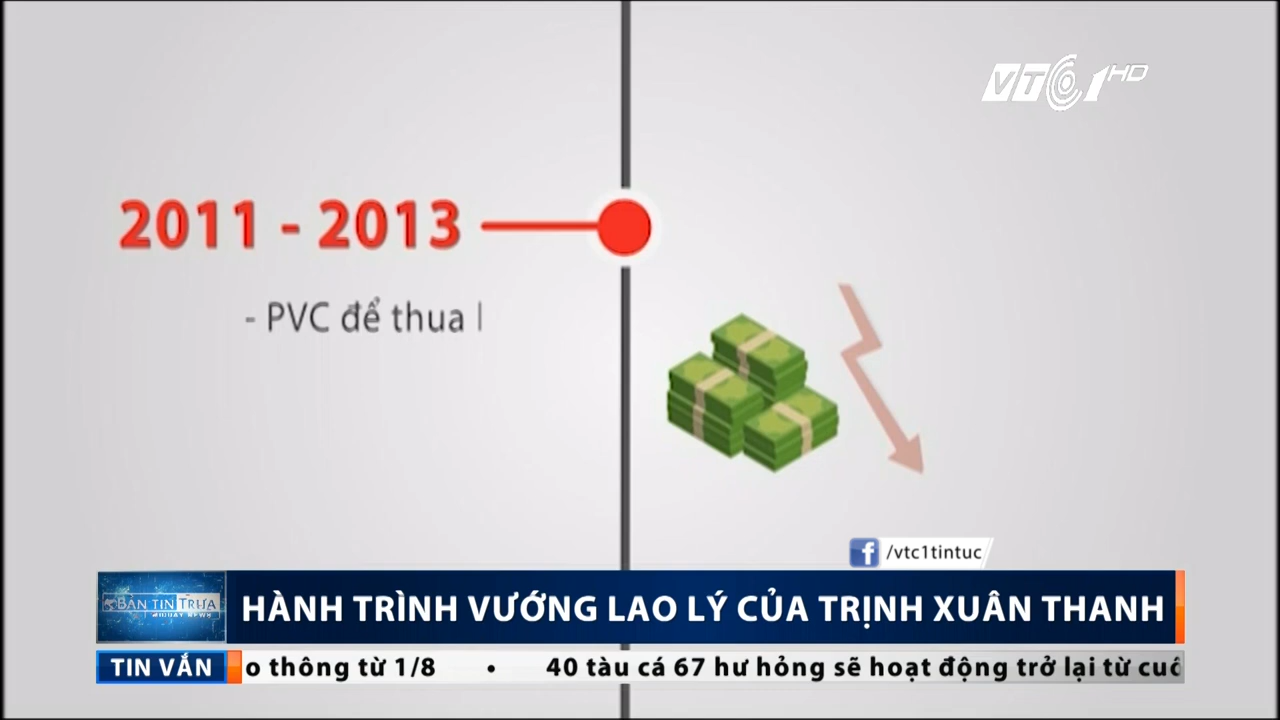 VTC1 HD
2011 - 2013
- PVC để thua l
/vtc1tintuc
BẢN TIN TRƯA
HÀNH TRÌNH VƯỚNG LAO LÝ CỦA TRỊNH XUÂN THANH
TIN VẮN
o thông từ 1/8 • 40 tàu cá 67 hư hỏng sẽ hoạt động trở lại từ cuố